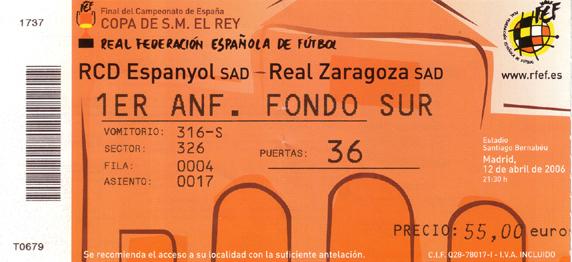 1737
Final del Campeonato de España
COPA DE S.M. EL REY
REAL FEDERACIÓN ESPAÑOLA DE FÚTBOL
rfef
RCD Espanyol SAD - Real Zaragoza SAD
www.rfef.es
1ER ANF. FONDO SUR
VOMITORIO: 316-S
SECTOR: 326
FILA: 0004
ASIENTO: 0017
PUERTAS: 36
Estadio
Santiago Bernabéu
Madrid,
12 de abril de 2006
21:30 h
PRECIO: 55,00 euro
T0679
Se recomienda el acceso a su localidad con la suficiente antelación.
C.I.F. Q28-78017-I - I.V.A. INCLUIDO